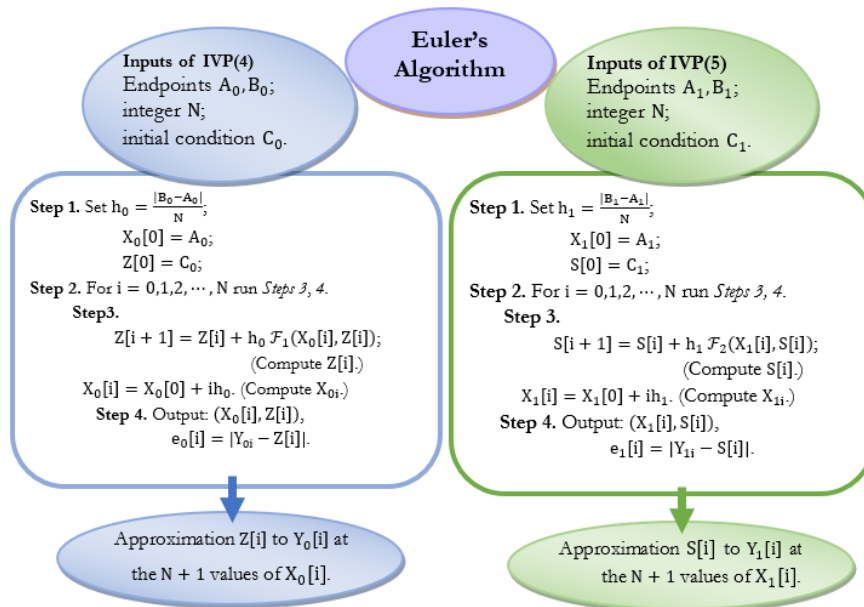 Euler's
Algorithm
Inputs of IVP(4)
Endpoints A₀, B₀;
integer N;
initial condition C₀.
Step 1. Set h₀ = |B₀−A₀|/N;
X₀[0] = A₀;
Z[0] = C₀;
Step 2. For i = 0,1,2, ⋯, N run Steps 3, 4.
Step3.
Z[i + 1] = Z[i] + h₀ ℱ₁(X₀[i], Z[i]);
(Compute Z[i].)
X₀[i] = X₀[0] + ih₀. (Compute X₀ᵢ.)
Step 4. Output: (X₀[i], Z[i]),
e₀[i] = |Y₀ᵢ − Z[i]|.
Approximation Z[i] to Y₀[i] at
the N + 1 values of X₀[i].
Inputs of IVP(5)
Endpoints A₁, B₁;
integer N;
initial condition C₁.
Step 1. Set h₁ = |B₁−A₁|/N;
X₁[0] = A₁;
S[0] = C₁;
Step 2. For i = 0,1,2, ⋯, N run Steps 3, 4.
Step 3.
S[i + 1] = S[i] + h₁ ℱ₂(X₁[i], S[i]);
(Compute S[i].)
X₁[i] = X₁[0] + ih₁. (Compute X₁ᵢ.)
Step 4. Output: (X₁[i], S[i]),
e₁[i] = |Y₁ᵢ − S[i]|.
Approximation S[i] to Y₁[i] at
the N + 1 values of X₁[i].